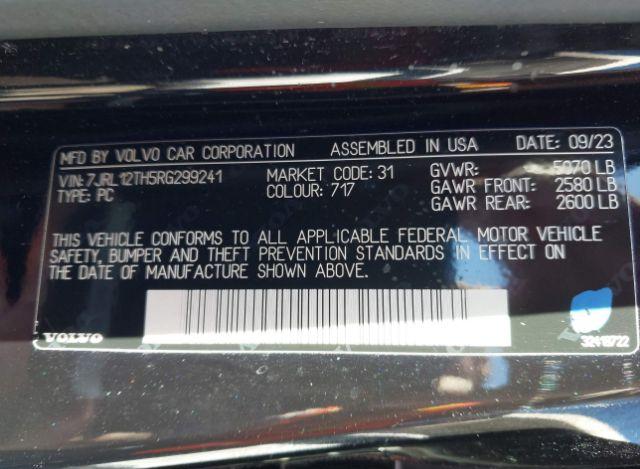 MFD BY VOLVO CAR CORPORATION ASSEMBLED IN USA DATE: 09/23
VIN: 7JRL12TH5RG299241 MARKET CODE: 31 GVWR: 5070 LB
TYPE: PC COLOUR: 717 GAWR FRONT: 2580 LB
GAWR REAR: 2600 LB
THIS VEHICLE CONFORMS TO ALL APPLICABLE FEDERAL MOTOR VEHICLE
SAFETY, BUMPER AND THEFT PREVENTION STANDARDS IN EFFECT ON
THE DATE OF MANUFACTURE SHOWN ABOVE.
VOLVO
32419722